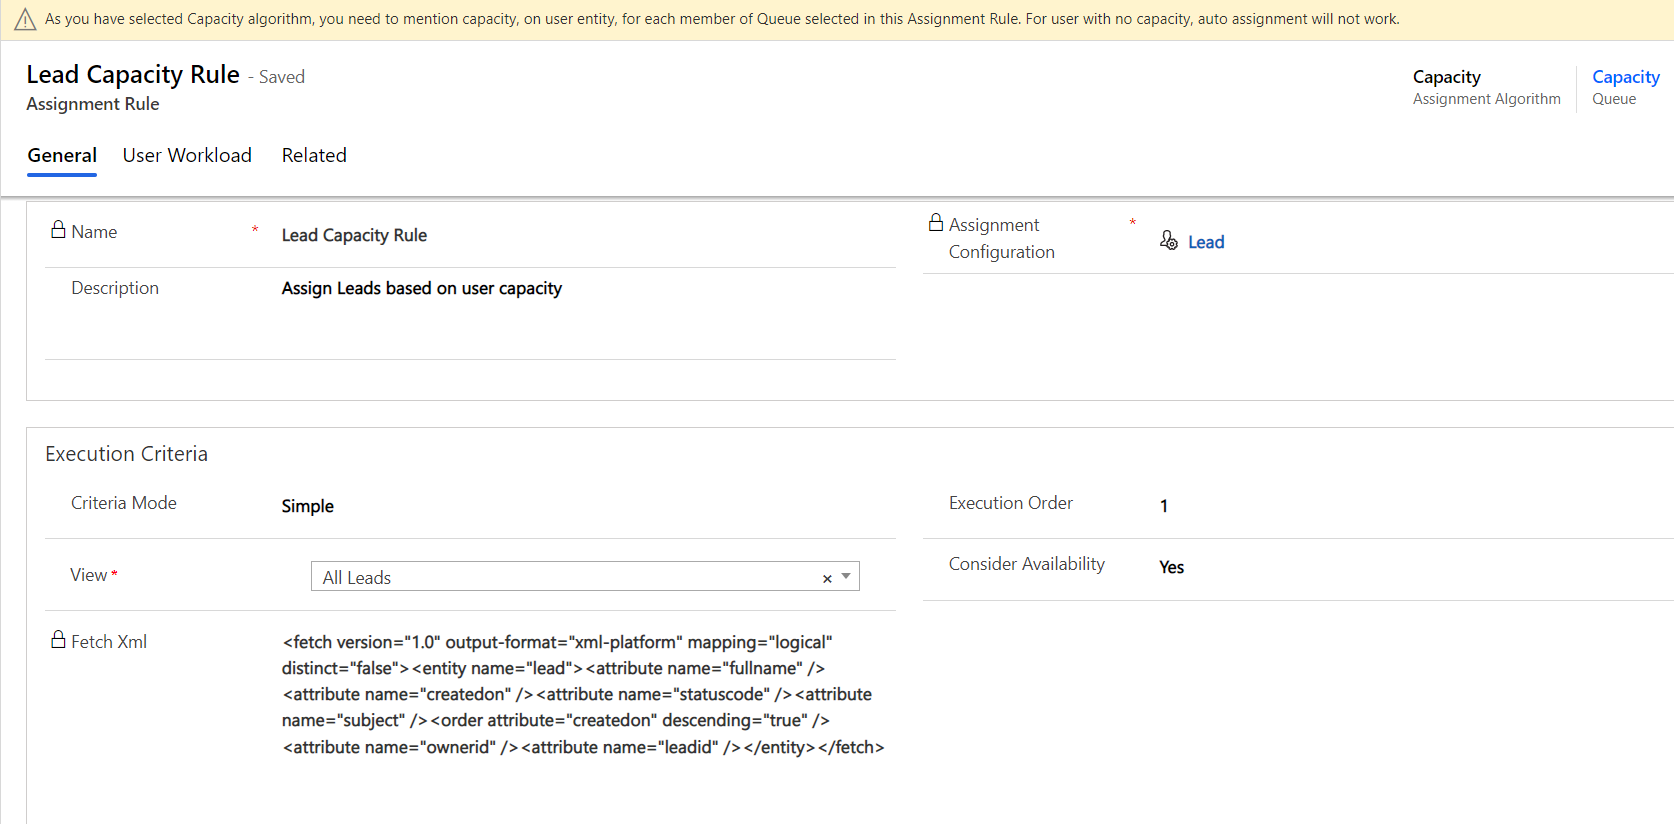 As you have selected Capacity algorithm, you need to mention capacity, on user entity, for each member of Queue selected in this Assignment Rule. For user with no capacity, auto assignment will not work.
Lead Capacity Rule - Saved
Assignment Rule
Capacity
Assignment Algorithm
Capacity
Queue
General User Workload Related
Name * Lead Capacity Rule
Assignment
Configuration
* Lead
Description Assign Leads based on user capacity
Execution Criteria
Criteria Mode Simple
Execution Order 1
View * All Leads
Consider Availability Yes
Fetch Xml
<fetch version="1.0" output-format="xml-platform" mapping="logical"
distinct="false"><entity name="lead"><attribute name="fullname" />
<attribute name="createdon" /><attribute name="statuscode" /><attribute
name="subject" /><order attribute="createdon" descending="true" />
<attribute name="ownerid" /><attribute name="leadid" /></entity></fetch>